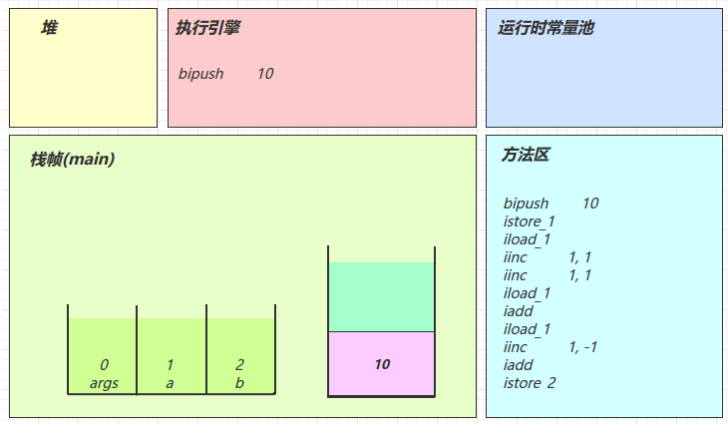 堆
执行引擎
bipush 10
运行时常量池
栈帧(main)
0 1 2
args a b
10
方法区
bipush 10
istore_1
iload_1
iinc 1, 1
iinc 1, 1
iload_1
iadd
iload_1
iinc 1, -1
iadd
istore 2